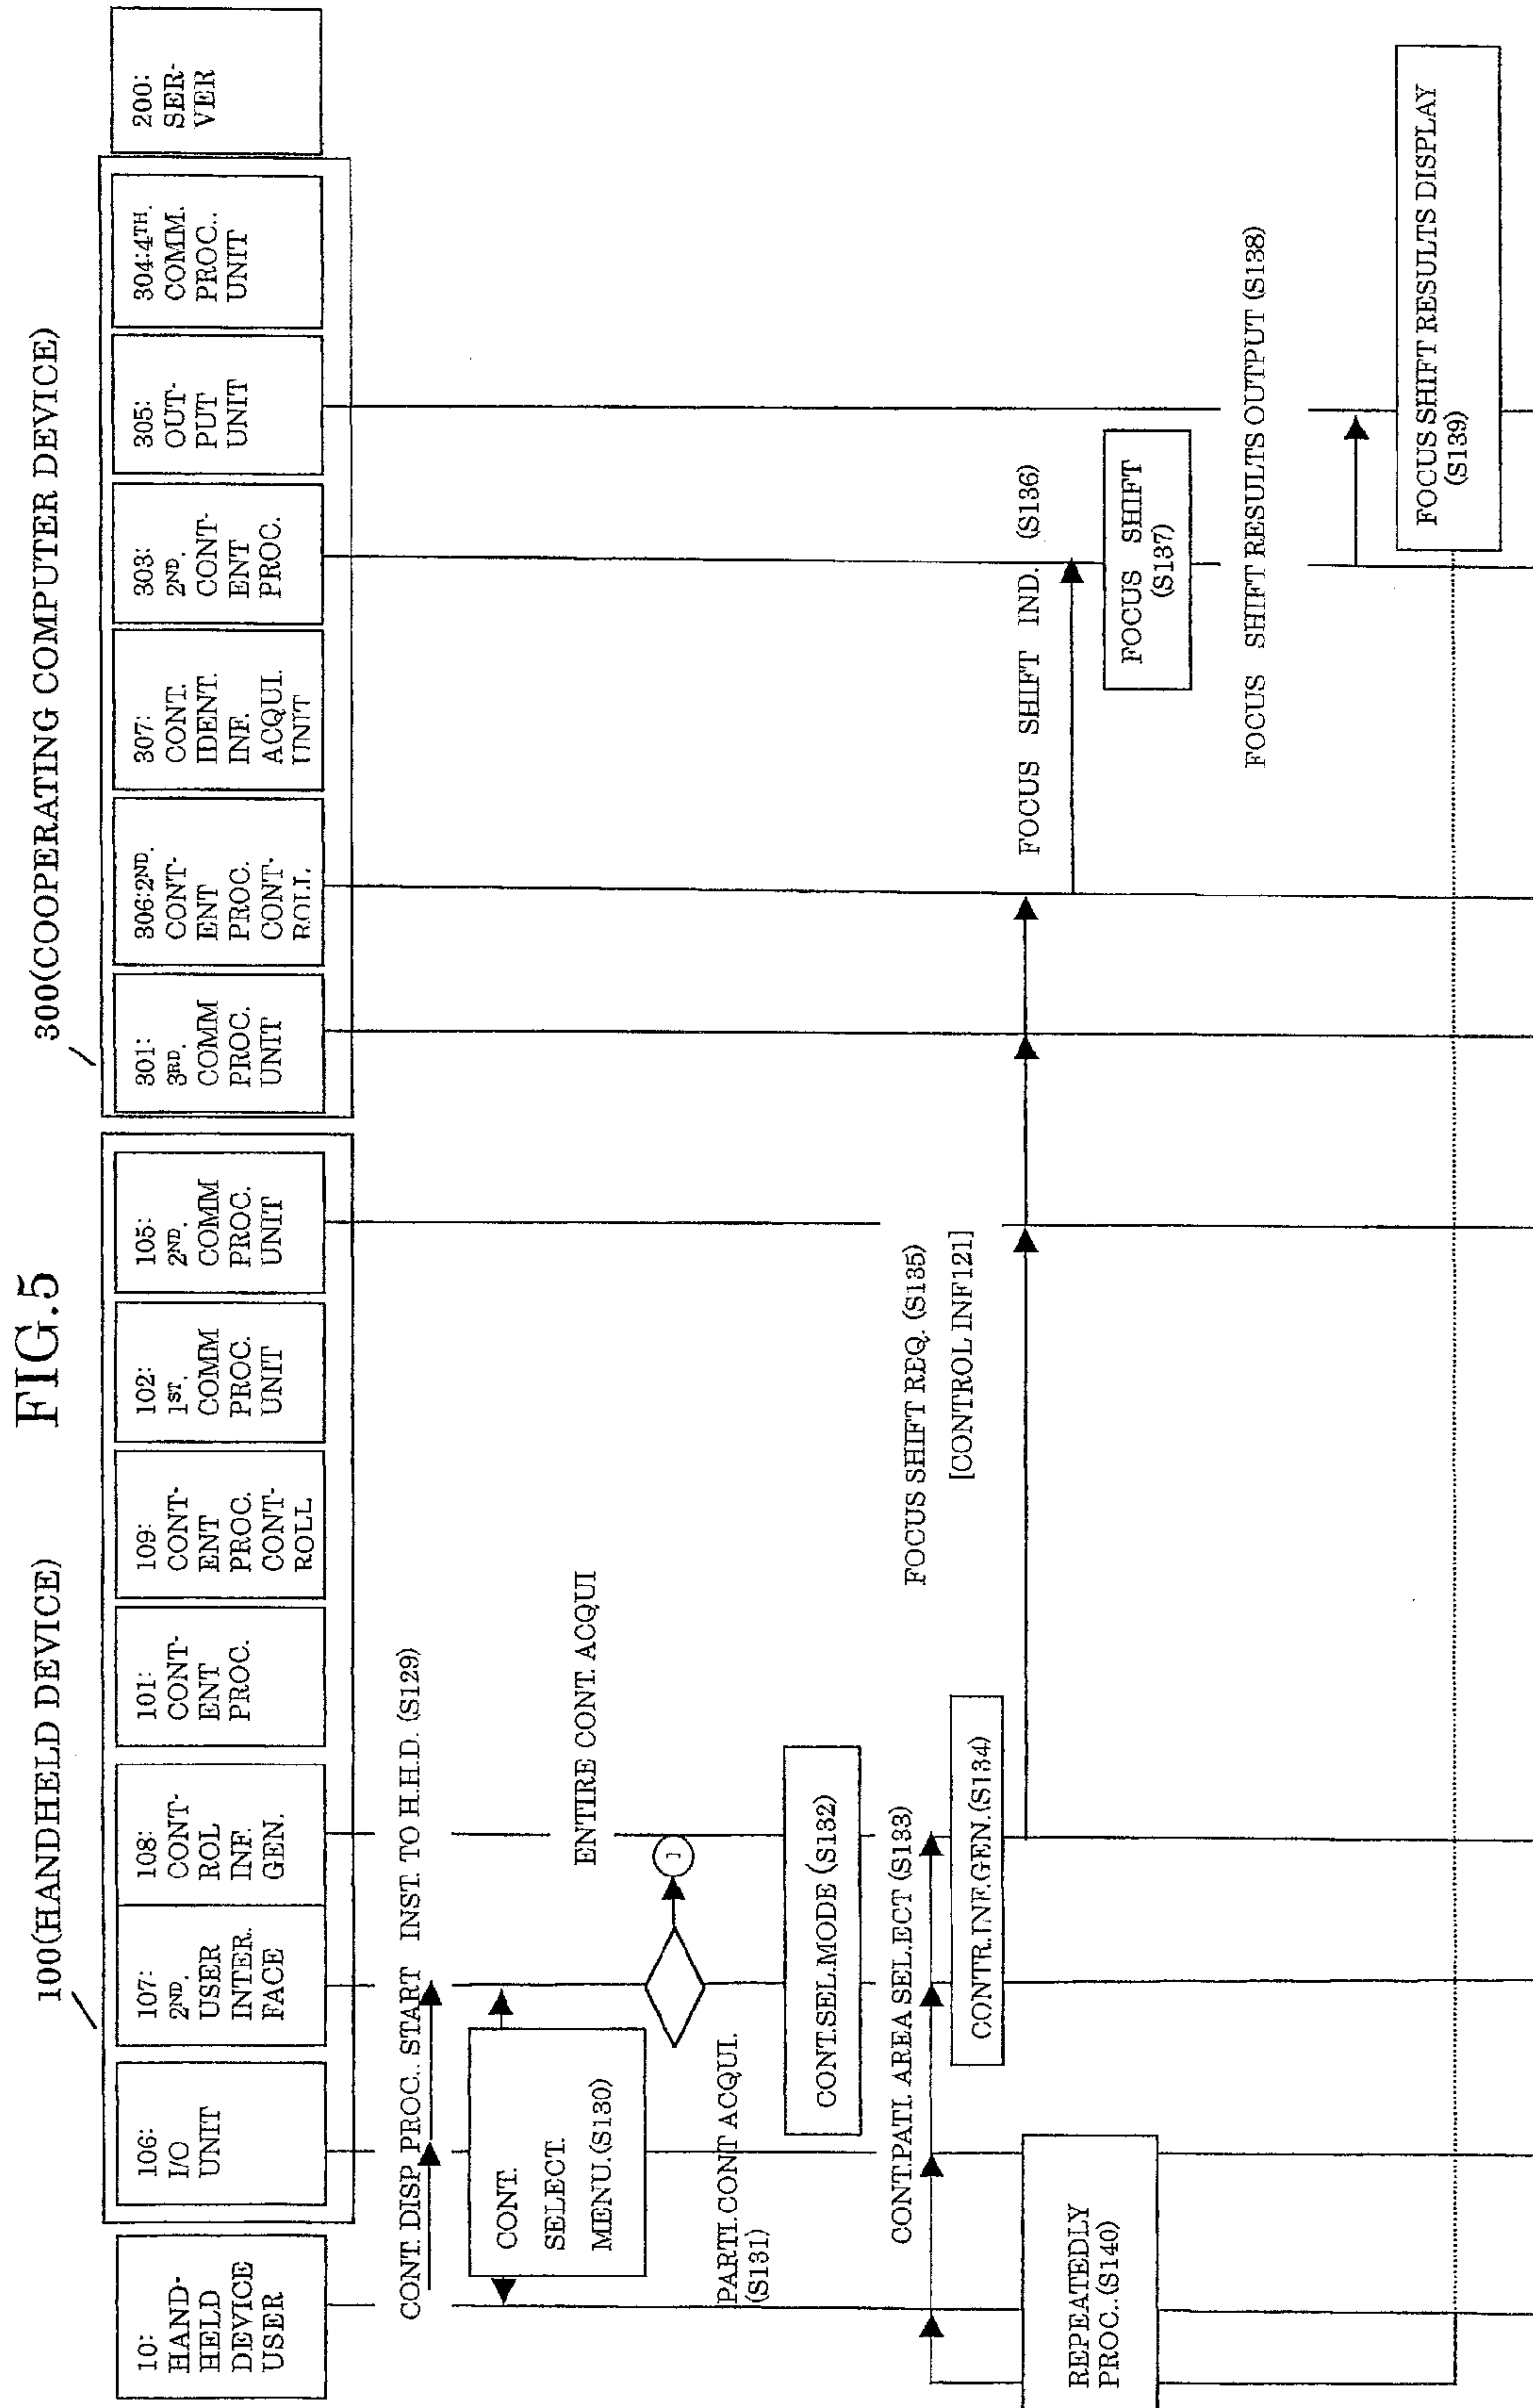 FIG.5
100(HANDHELD DEVICE)
300(COOPERATING COMPUTER DEVICE)
10:
HAND-
HELD
DEVICE
USER
106:
I/O
UNIT
107:
2ND.
USER
INTER.
FACE
108:
CONT-
ROL
INF.
GEN.
101:
CONT-
ENT
PROC.
109:
CONT-
ENT
PROC.
CONT-
ROLL
102:
1ST.
COMM
PROC.
UNIT
105:
2ND.
COMM
PROC.
UNIT
301:
3RD.
COMM
PROC.
UNIT
306:2ND.
CONT-
ENT
PROC.
CONT-
ROLL
307:
CONT.
IDENT.
INF.
ACQUI.
UNIT
303:
2ND.
CONT-
ENT
PROC.
305:
OUT-
PUT
UNIT
304:4TH.
COMM.
PROC..
UNIT
200:
SER-
VER
CONT. DISP PROC.. START INST. TO H.H.D. (S129)
CONT.
SELECT.
MENU.(S130)
ENTIRE CONT ACQUI
1
PARTI.CONT ACQUI.
(S131)
CONT.SEL.MODE (S132)
CONT.PATI. AREA SELECT (S133)
CONTR.INF.GEN.(S134)
FOCUS SHIFT REQ. (S135)
[CONTROL INF121]
FOCUS SHIFT IND. (S136)
FOCUS SHIFT
(S137)
FOCUS SHIFT RESULTS OUTPUT (S138)
FOCUS SHIFT RESULTS DISPLAY
(S139)
REPEATEDLY
PROC..(S140)